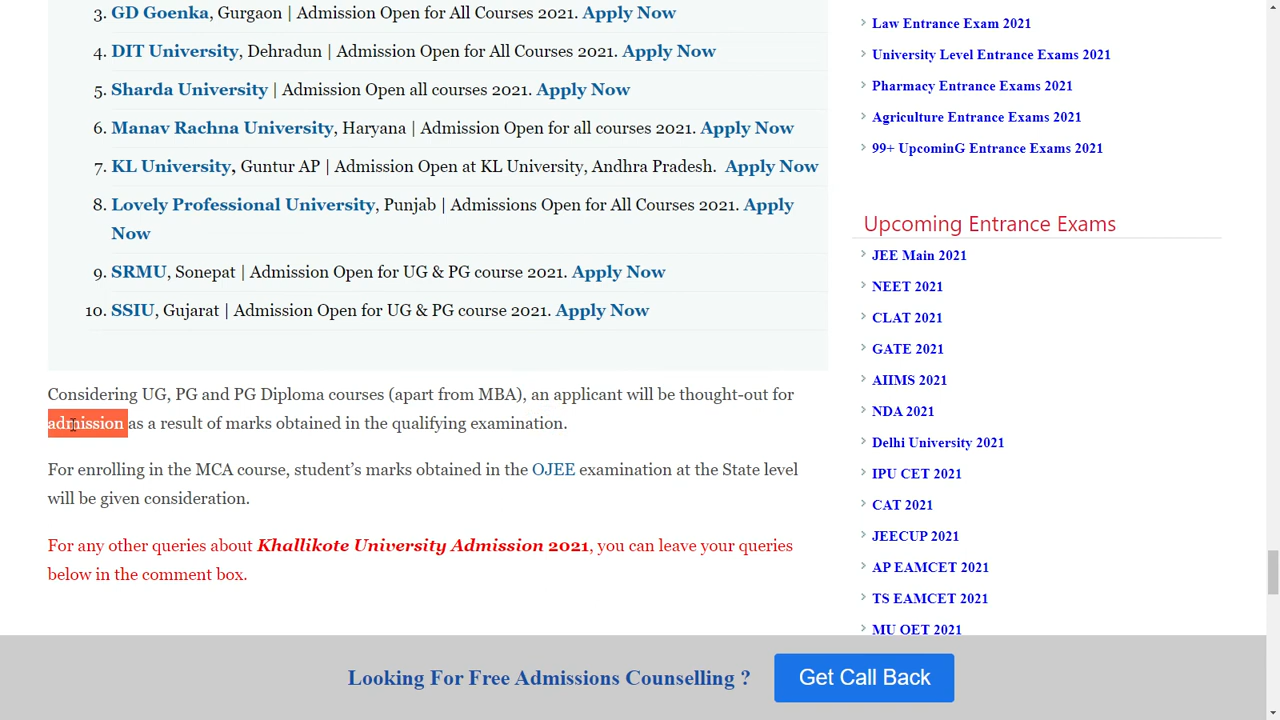 3. GD Goenka, Gurgaon | Admission Open for All Courses 2021. Apply Now
4. DIT University, Dehradun | Admission Open for All Courses 2021. Apply Now
5. Sharda University | Admission Open all courses 2021. Apply Now
6. Manav Rachna University, Haryana | Admission Open for all courses 2021. Apply Now
7. KL University, Guntur AP | Admission Open at KL University, Andhra Pradesh. Apply Now
8. Lovely Professional University, Punjab | Admissions Open for All Courses 2021. Apply
Now
9. SRMU, Sonepat | Admission Open for UG & PG course 2021. Apply Now
10. SSIU, Gujarat | Admission Open for UG & PG course 2021. Apply Now
Considering UG, PG and PG Diploma courses (apart from MBA), an applicant will be thought-out for
admission as a result of marks obtained in the qualifying examination.
For enrolling in the MCA course, student’s marks obtained in the OJEE examination at the State level
will be given consideration.
For any other queries about Khallikote University Admission 2021, you can leave your queries
below in the comment box.
Law Entrance Exam 2021
University Level Entrance Exams 2021
Pharmacy Entrance Exams 2021
Agriculture Entrance Exams 2021
99+ UpcominG Entrance Exams 2021
Upcoming Entrance Exams
JEE Main 2021
NEET 2021
CLAT 2021
GATE 2021
AIIMS 2021
NDA 2021
Delhi University 2021
IPU CET 2021
CAT 2021
JEECUP 2021
AP EAMCET 2021
TS EAMCET 2021
MU OET 2021
Looking For Free Admissions Counselling ?
Get Call Back